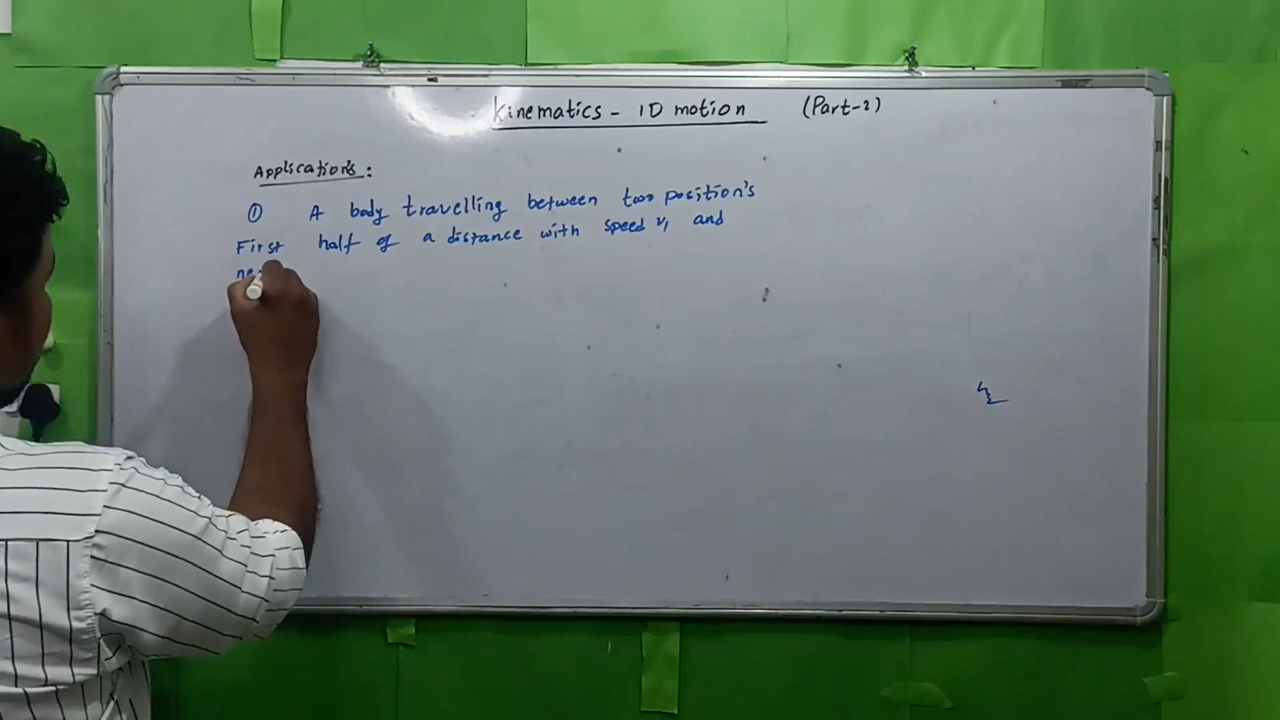 Kinematics - 1D motion (Part-2)
Applications:
① A body travelling between two position's
First half of a distance with speed v₁ and